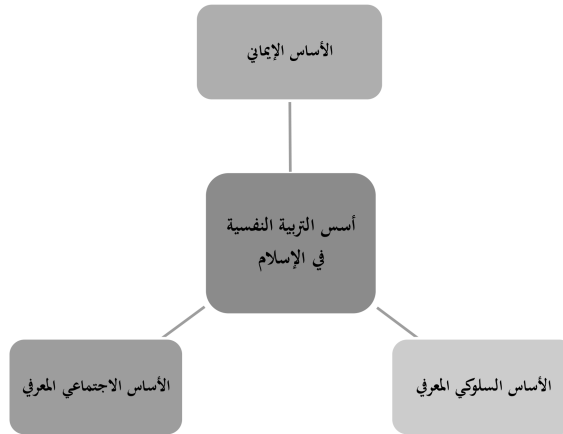 الأساس الإيماني
أسس التربية النفسية
في الإسلام
الأساس السلوكي المعرفي
الأساس الاجتماعي المعرفي